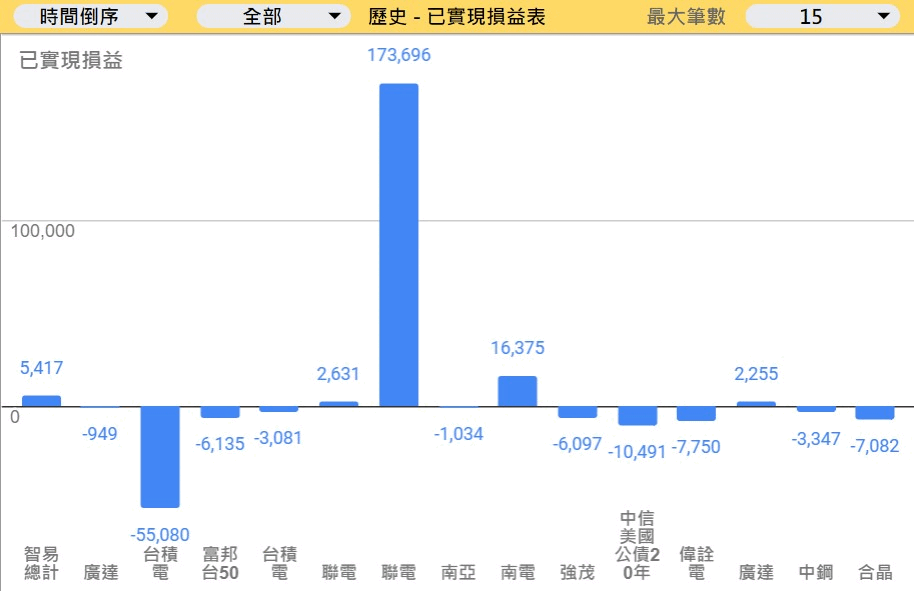 時間倒序 全部 歷史 - 已實現損益表 最大筆數 15
已實現損益
173,696
100,000
16,375
5,417
2,631
2,255
0
-949
-55,080
-6,135
-3,081
-1,034
-6,097
-10,491
-7,750
-3,347
-7,082
智易
總計
廣達
台積
電
富邦
台50
台積
電
聯電
聯電
南亞
南電
強茂
中信
美國
公債2
0年
偉詮
電
廣達
中鋼
合晶